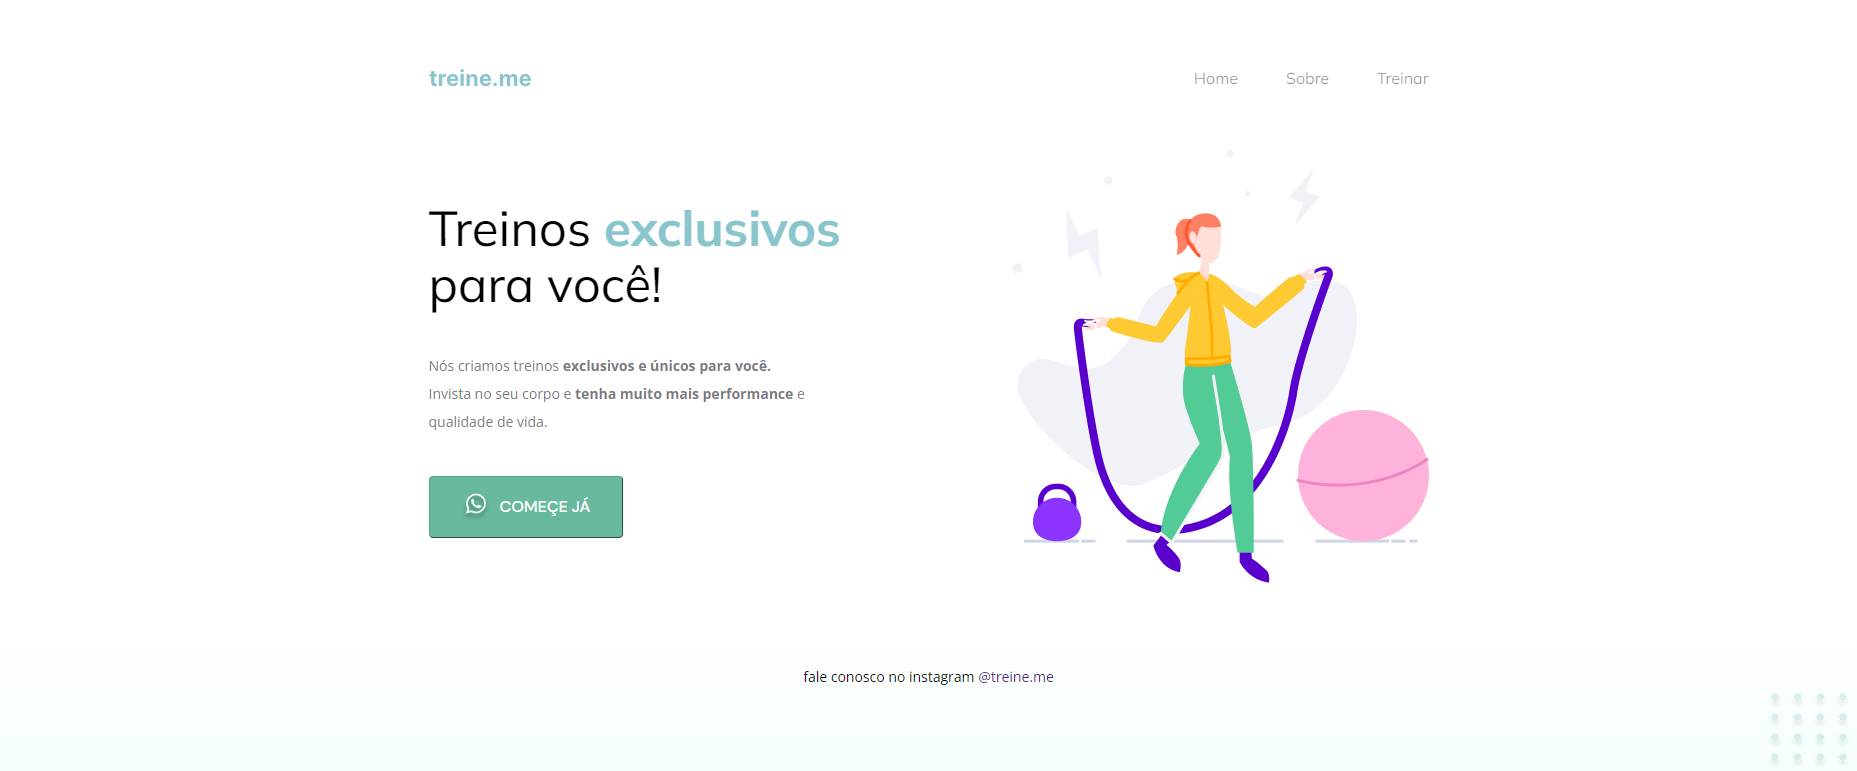 treine.me
Home
Sobre
Treinar
Treinos exclusivos
para você!
Nós criamos treinos exclusivos e únicos para você.
Invista no seu corpo e tenha muito mais performance e
qualidade de vida.
COMEÇE JÁ
fale conosco no instagram @treine.me